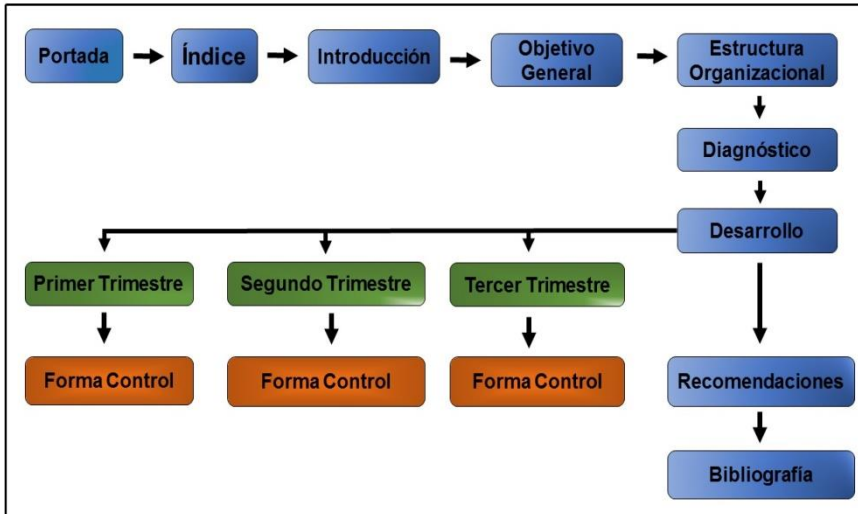 Portada
Índice
Introducción
Objetivo
General
Estructura
Organizacional
Diagnóstico
Desarrollo
Primer Trimestre
Segundo Trimestre
Tercer Trimestre
Forma Control
Forma Control
Forma Control
Recomendaciones
Bibliografía